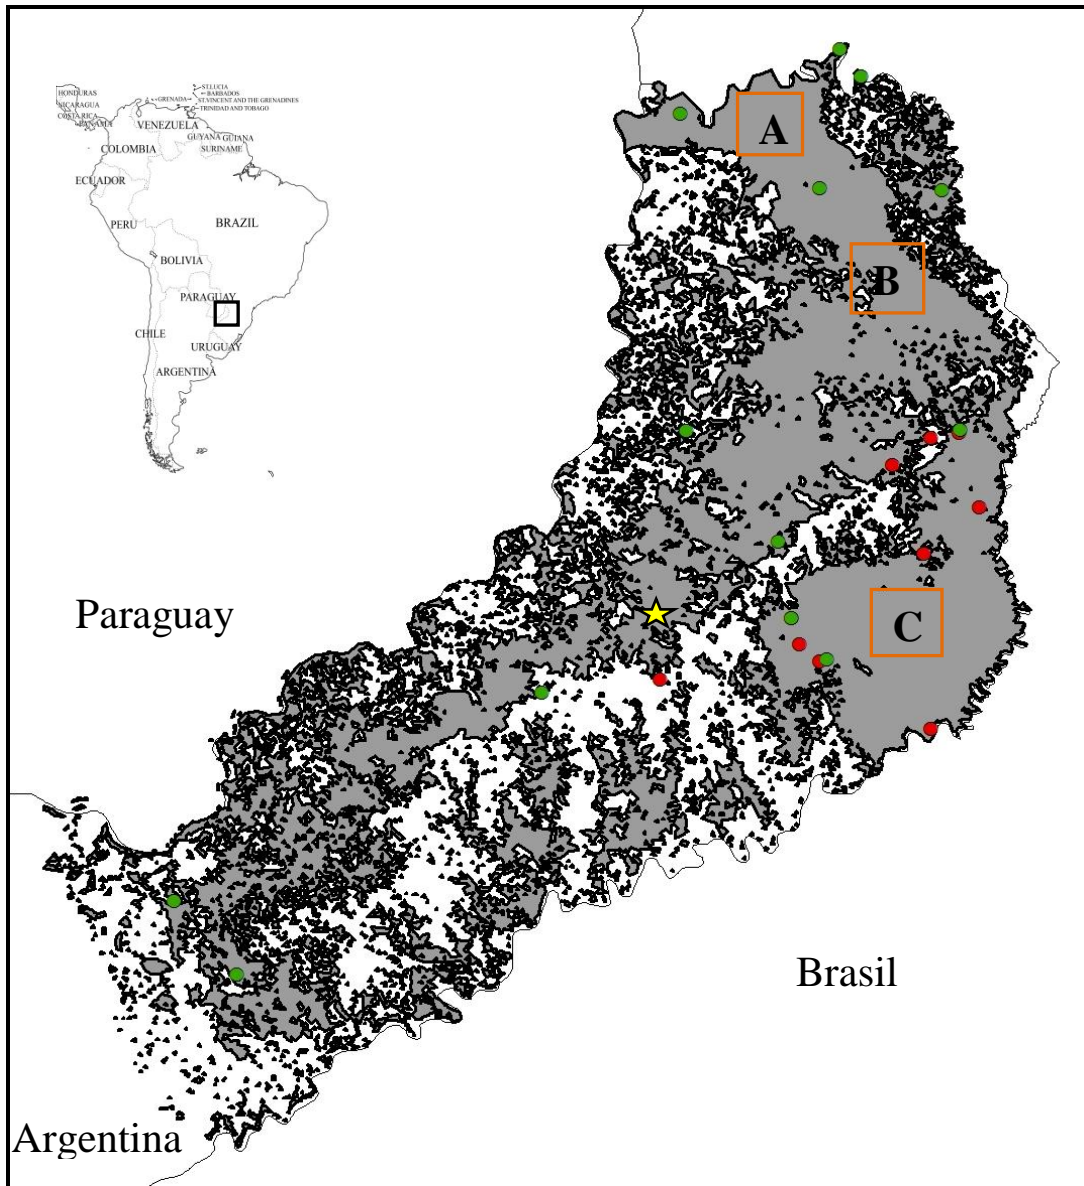 HONDURAS
NICARAGUA
COSTA RICA
PANAMA
ST.LUCIA
BARBADOS
GRENADA
ST.VINCENT AND THE GRENADINES
TRINIDAD AND TOBAGO
VENEZUELA
GUYANA
GUIANA
SURINAME
COLOMBIA
ECUADOR
PERU
BRAZIL
BOLIVIA
PARAGUAY
CHILE
URUGUAY
ARGENTINA
A
B
C
Paraguay
Brasil
Argentina